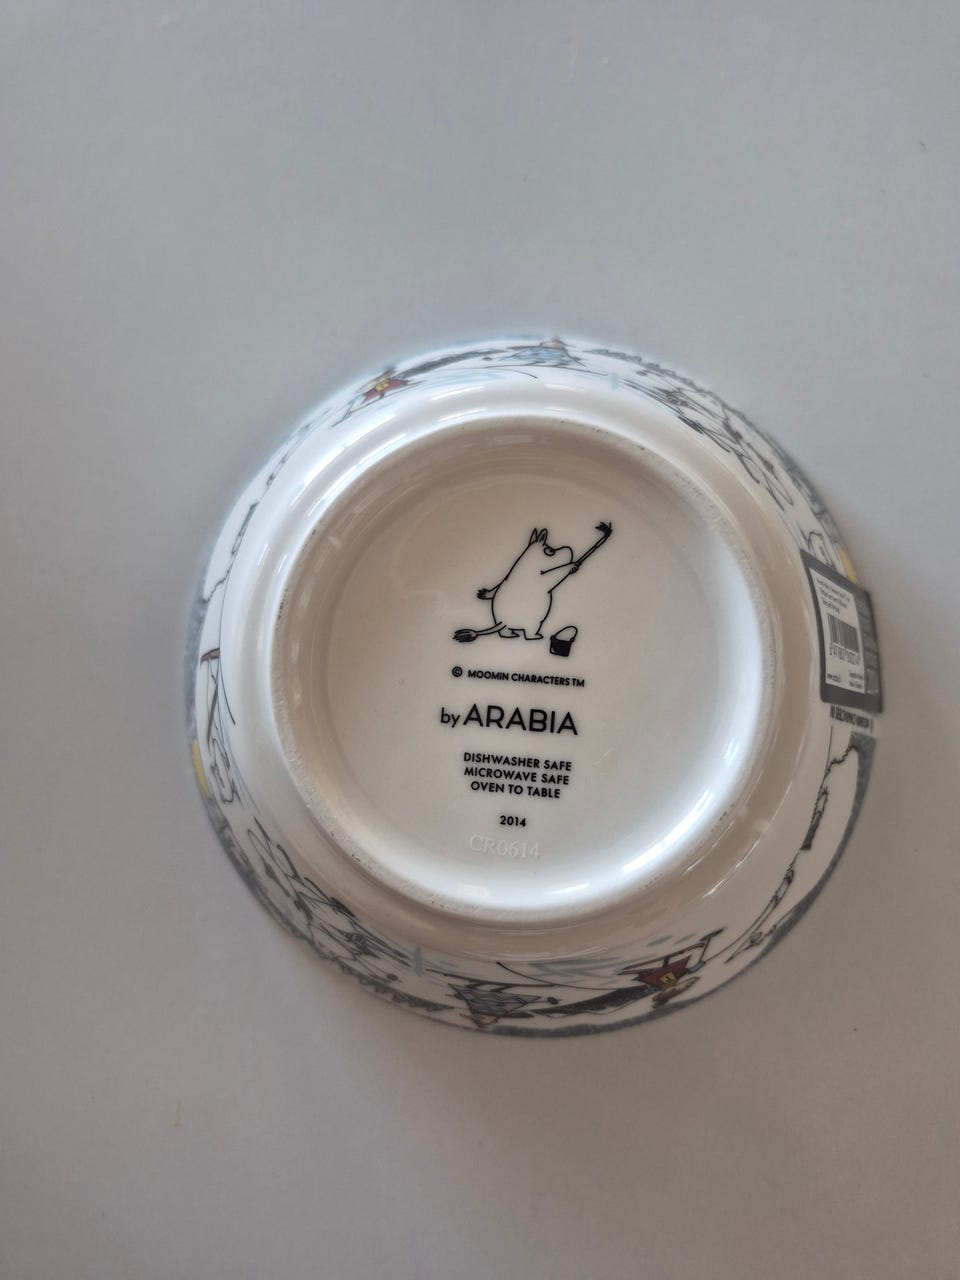 © MOOMIN CHARACTERS TM
by ARABIA
DISHWASHER SAFE
MICROWAVE SAFE
OVEN TO TABLE
2014
CR0614